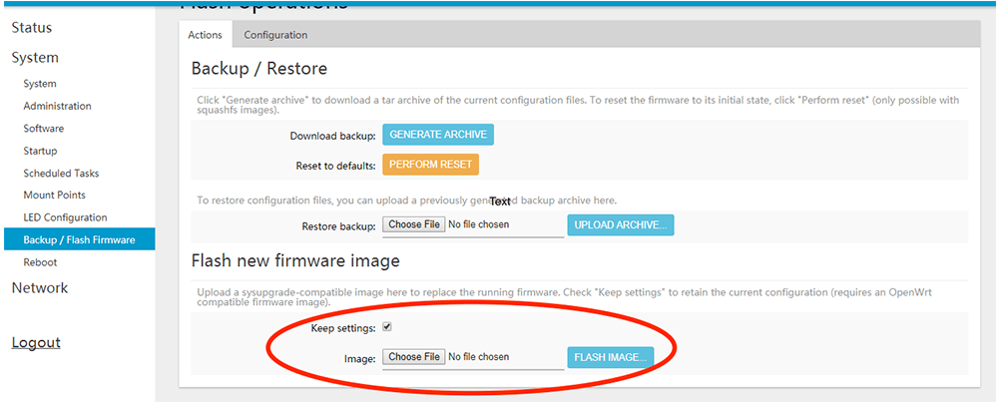 Flash Operations
Status
System
System
Administration
Software
Startup
Scheduled Tasks
Mount Points
LED Configuration
Backup / Flash Firmware
Reboot
Network
Logout
Actions
Configuration
Backup / Restore
Click "Generate archive" to download a tar archive of the current configuration files. To reset the firmware to its initial state, click "Perform reset" (only possible with
squashfs images).
Download backup: GENERATE ARCHIVE
Reset to defaults: PERFORM RESET
To restore configuration files, you can upload a previously generated backup archive here.
Text
Restore backup: Choose File No file chosen UPLOAD ARCHIVE...
Flash new firmware image
Upload a sysupgrade-compatible image here to replace the running firmware. Check "Keep settings" to retain the current configuration (requires an OpenWrt
compatible firmware image).
Keep settings:
Image: Choose File No file chosen FLASH IMAGE...